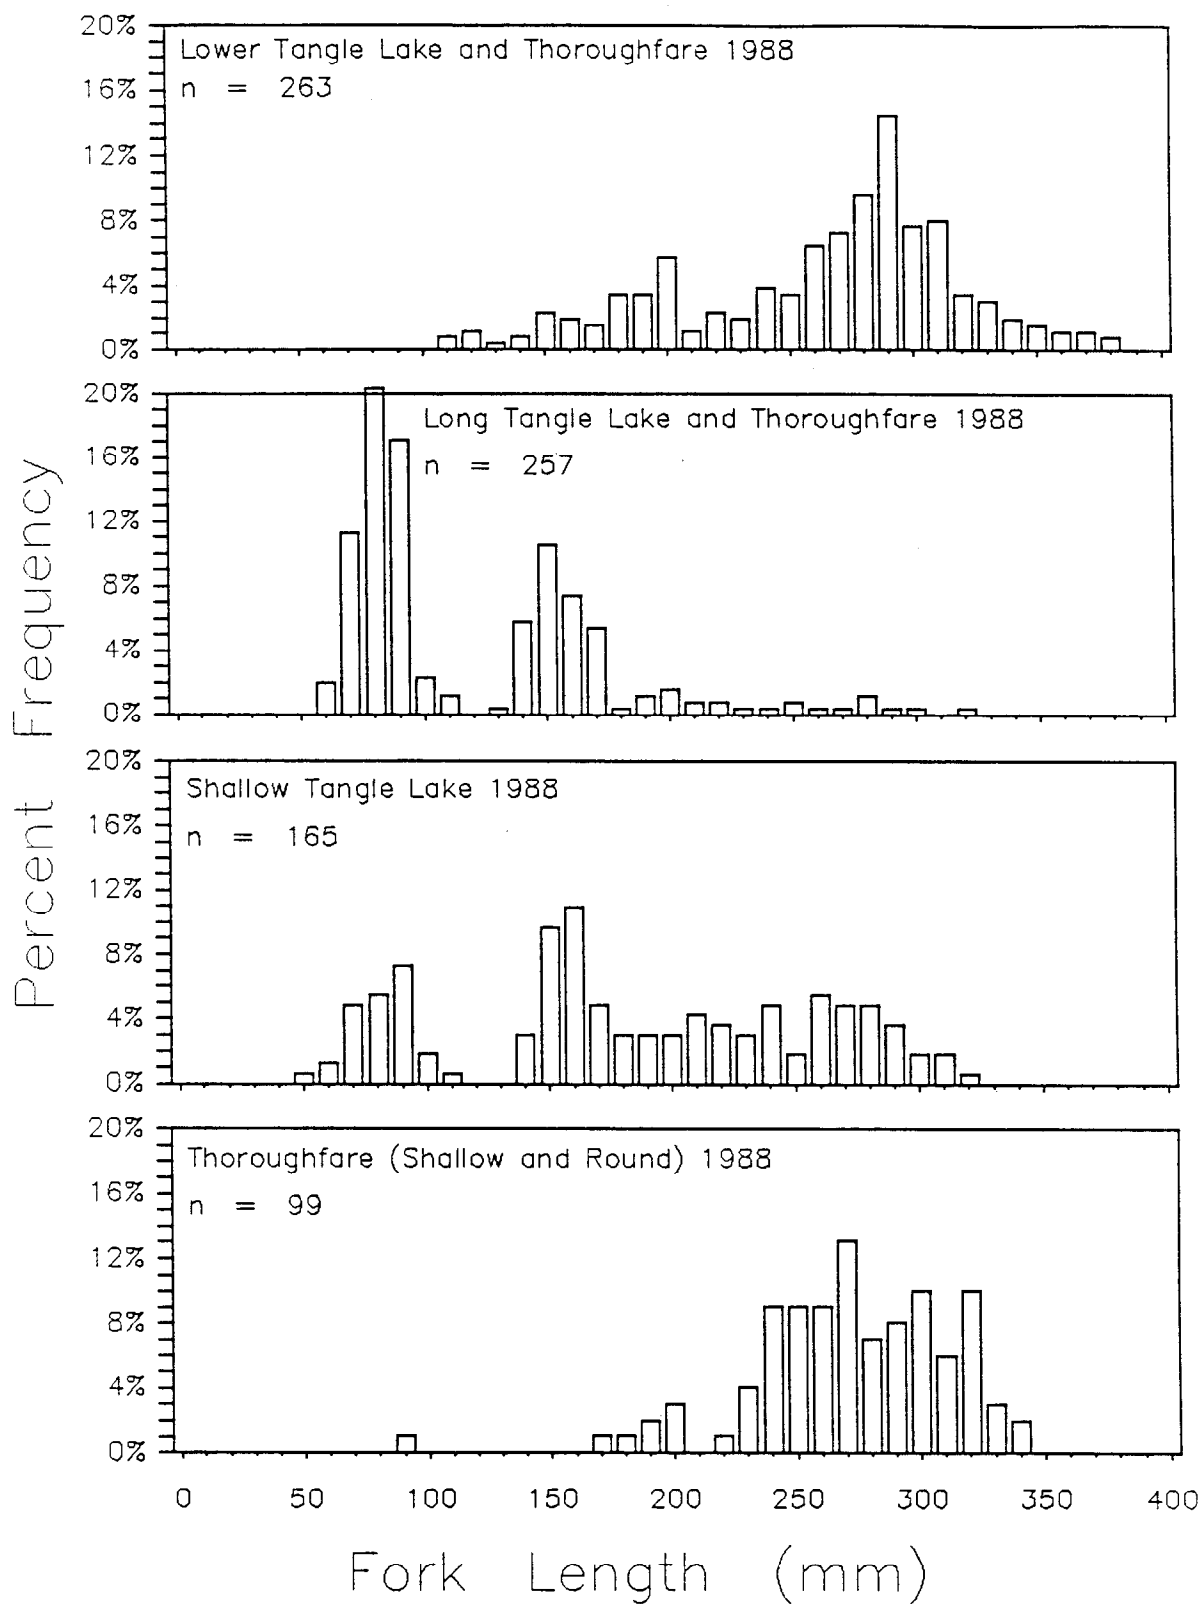 20%
Lower Tangle Lake and Thoroughfare 1988
16%
n = 263
12%
8%
4%
0%
20%
Long Tangle Lake and Thoroughfare 1988
16%
n = 257
12%
8%
4%
0%
20%
Shallow Tangle Lake 1988
16%
n = 165
12%
8%
4%
0%
20%
Thoroughfare (Shallow and Round) 1988
16%
n = 99
12%
8%
4%
0%
0 50 100 150 200 250 300 350 400
Percent Frequency
Fork Length (mm)